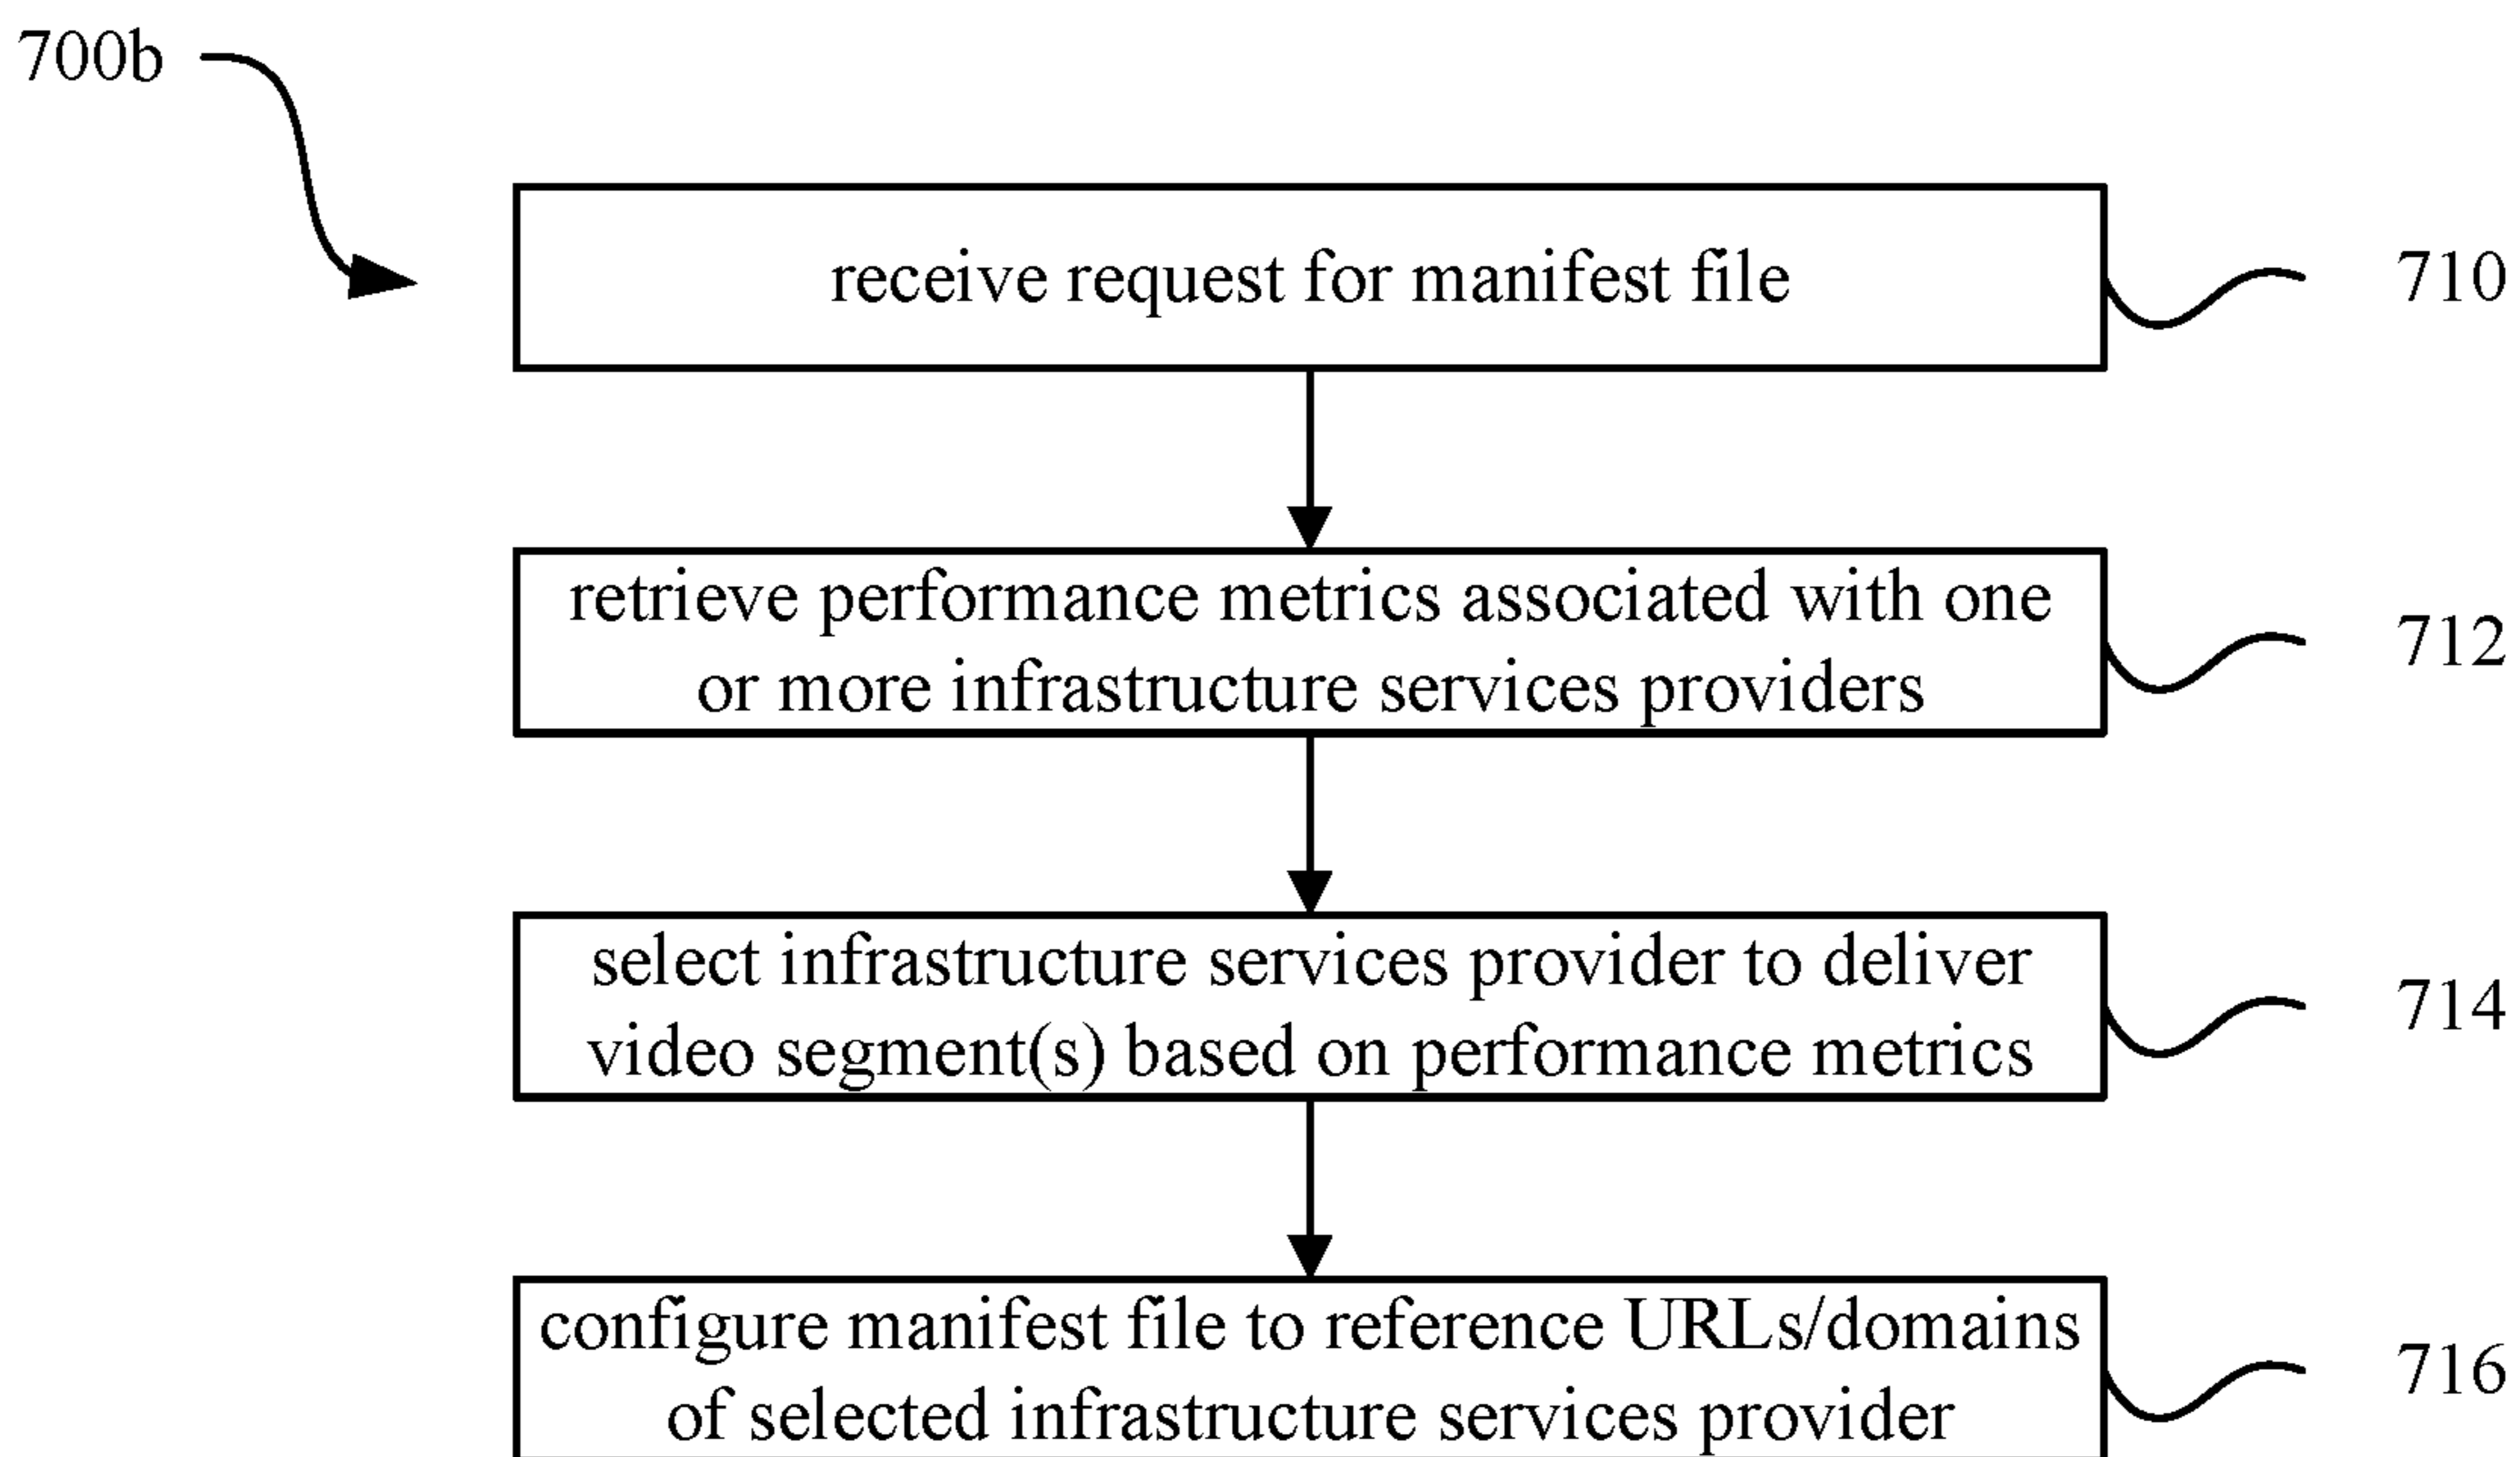 700b
receive request for manifest file
710
retrieve performance metrics associated with one
or more infrastructure services providers
712
select infrastructure services provider to deliver
video segment(s) based on performance metrics
714
configure manifest file to reference URLs/domains
of selected infrastructure services provider
716